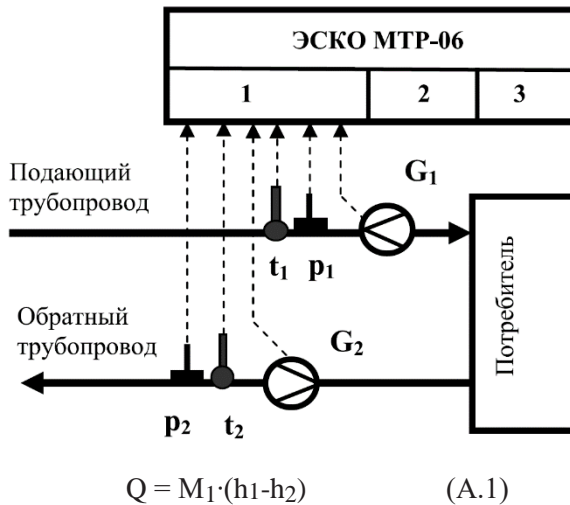 ЭСКО МТР-06
1 2 3
G₁
Подающий
трубопровод
t₁ p₁
Потребитель
Обратный
трубопровод
G₂
p₂ t₂
Q = M₁·(h₁-h₂) (A.1)